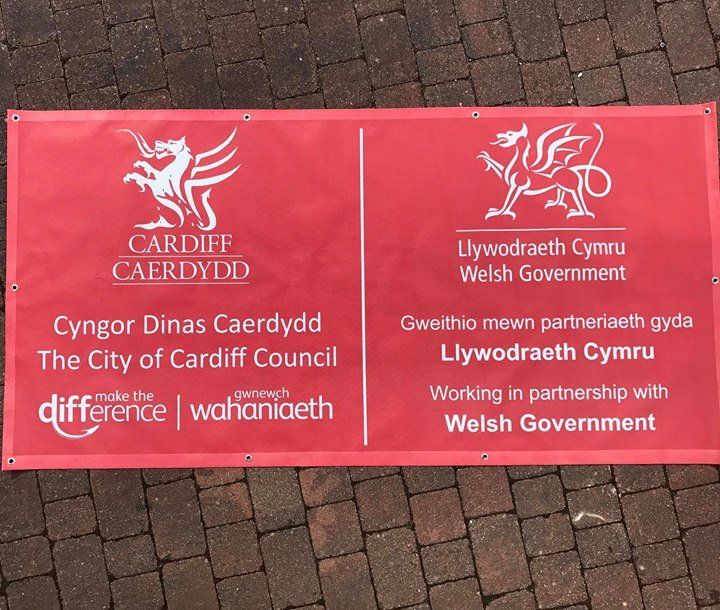 CARDIFF
CAERDYDD
Cyngor Dinas Caerdydd
The City of Cardiff Council
make the
difference
gwnewch
wahaniaeth
Llywodraeth Cymru
Welsh Government
Gweithio mewn partneriaeth gyda
Llywodraeth Cymru
Working in partnership with
Welsh Government